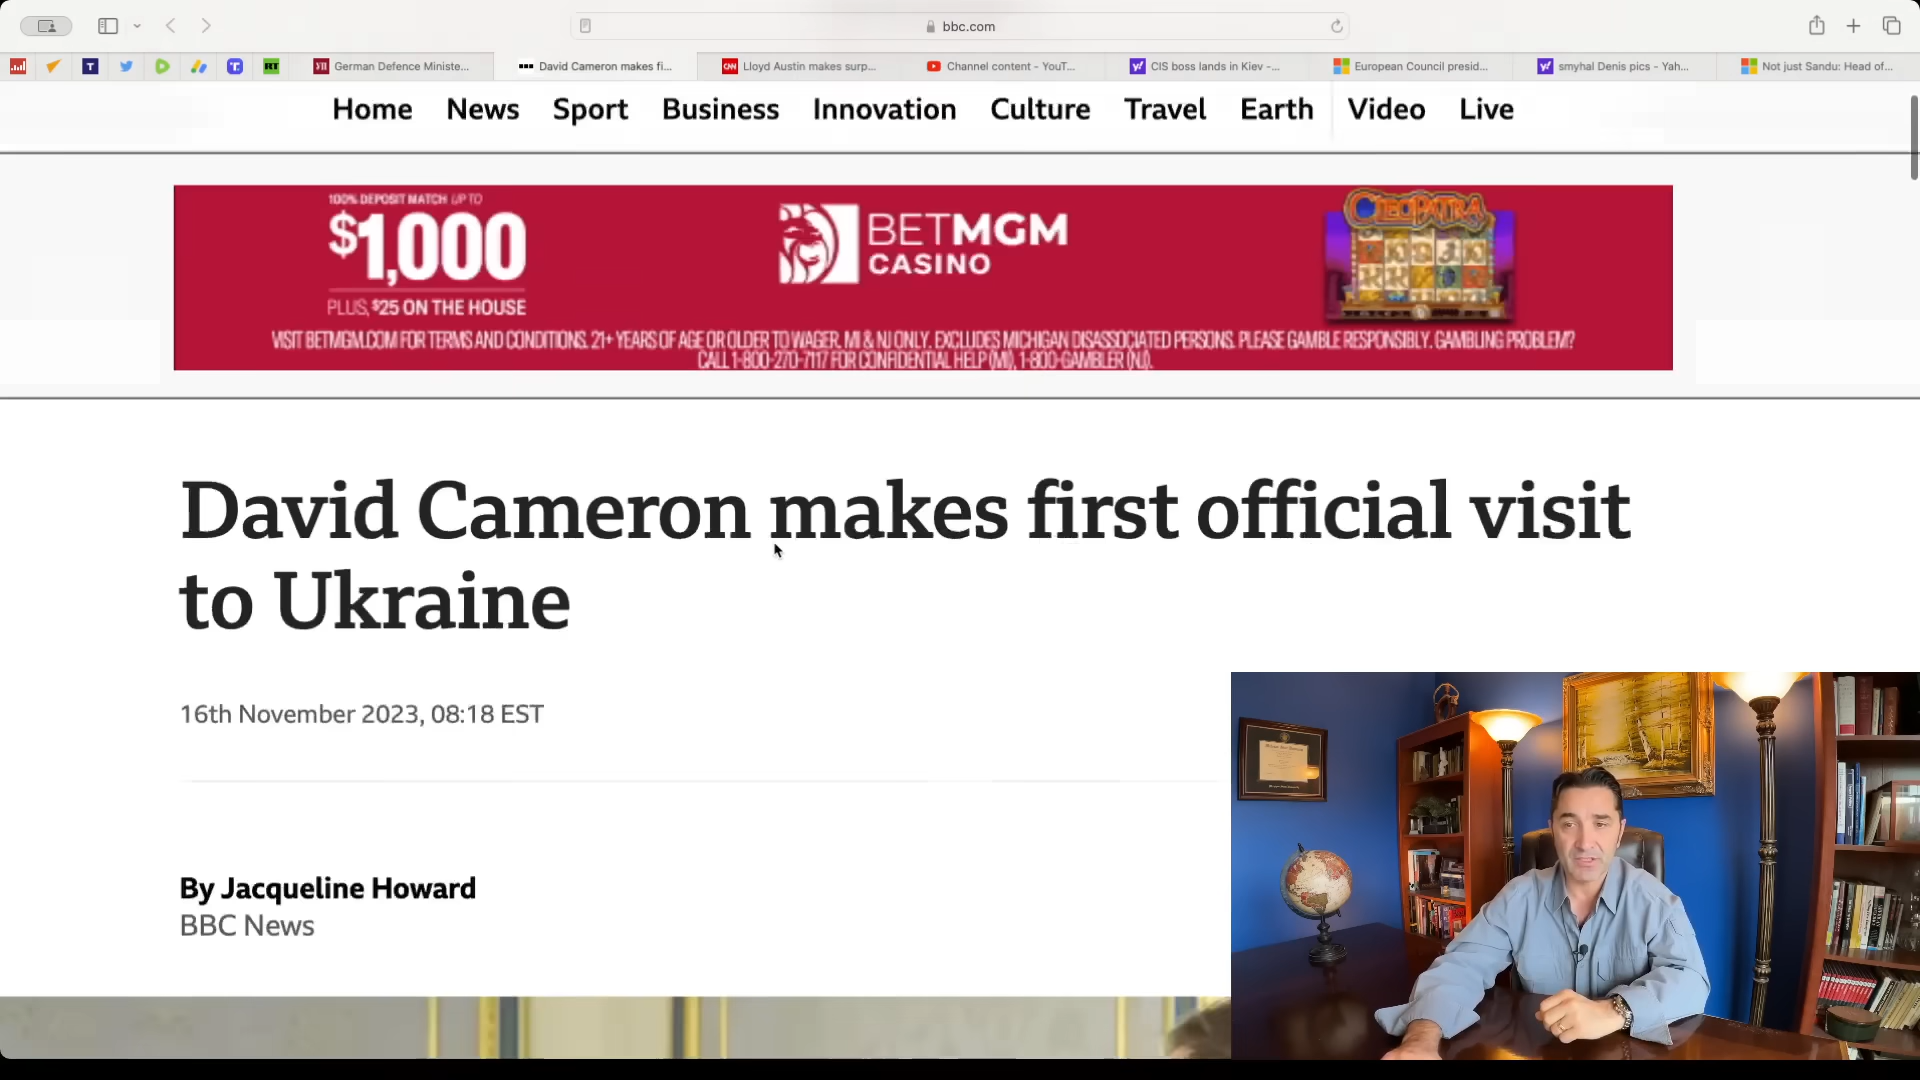 bbc.com
German Defence Ministe...
David Cameron makes fi...
CNN
Lloyd Austin makes surp...
Channel content - YouT...
y!
CIS boss lands in Kiev -...
European Council presid...
y!
smyhal Denis pics - Yah...
Not just Sandu: Head of...
T
T
RT
Home
News
Sport
Business
Innovation
Culture
Travel
Earth
Video
Live
100% DEPOSIT MATCH UP TO
$1,000
PLUS, $25 ON THE HOUSE
BETMGM
CASINO
CLEOPATRA
VISIT BETMGM.COM FOR TERMS AND CONDITIONS. 21+ YEARS OF AGE OR OLDER TO WAGER. MI & NJ ONLY. EXCLUDES MICHIGAN DISASSOCIATED PERSONS. PLEASE GAMBLE RESPONSIBLY. GAMBLING PROBLEM?
CALL 1-800-270-7117 FOR CONFIDENTIAL HELP (MI), 1-800-GAMBLER (NJ).
David Cameron makes first official visit
to Ukraine
16th November 2023, 08:18 EST
By Jacqueline Howard
BBC News